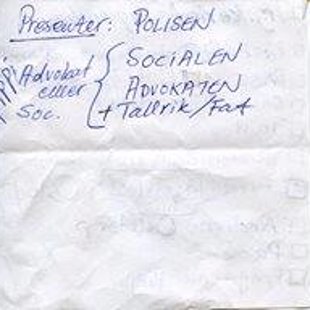 Presenter: POLISEN
SOCIALEN
Advokat
eller
ADVOKATEN
Soc.
+ Tallrik/Fat